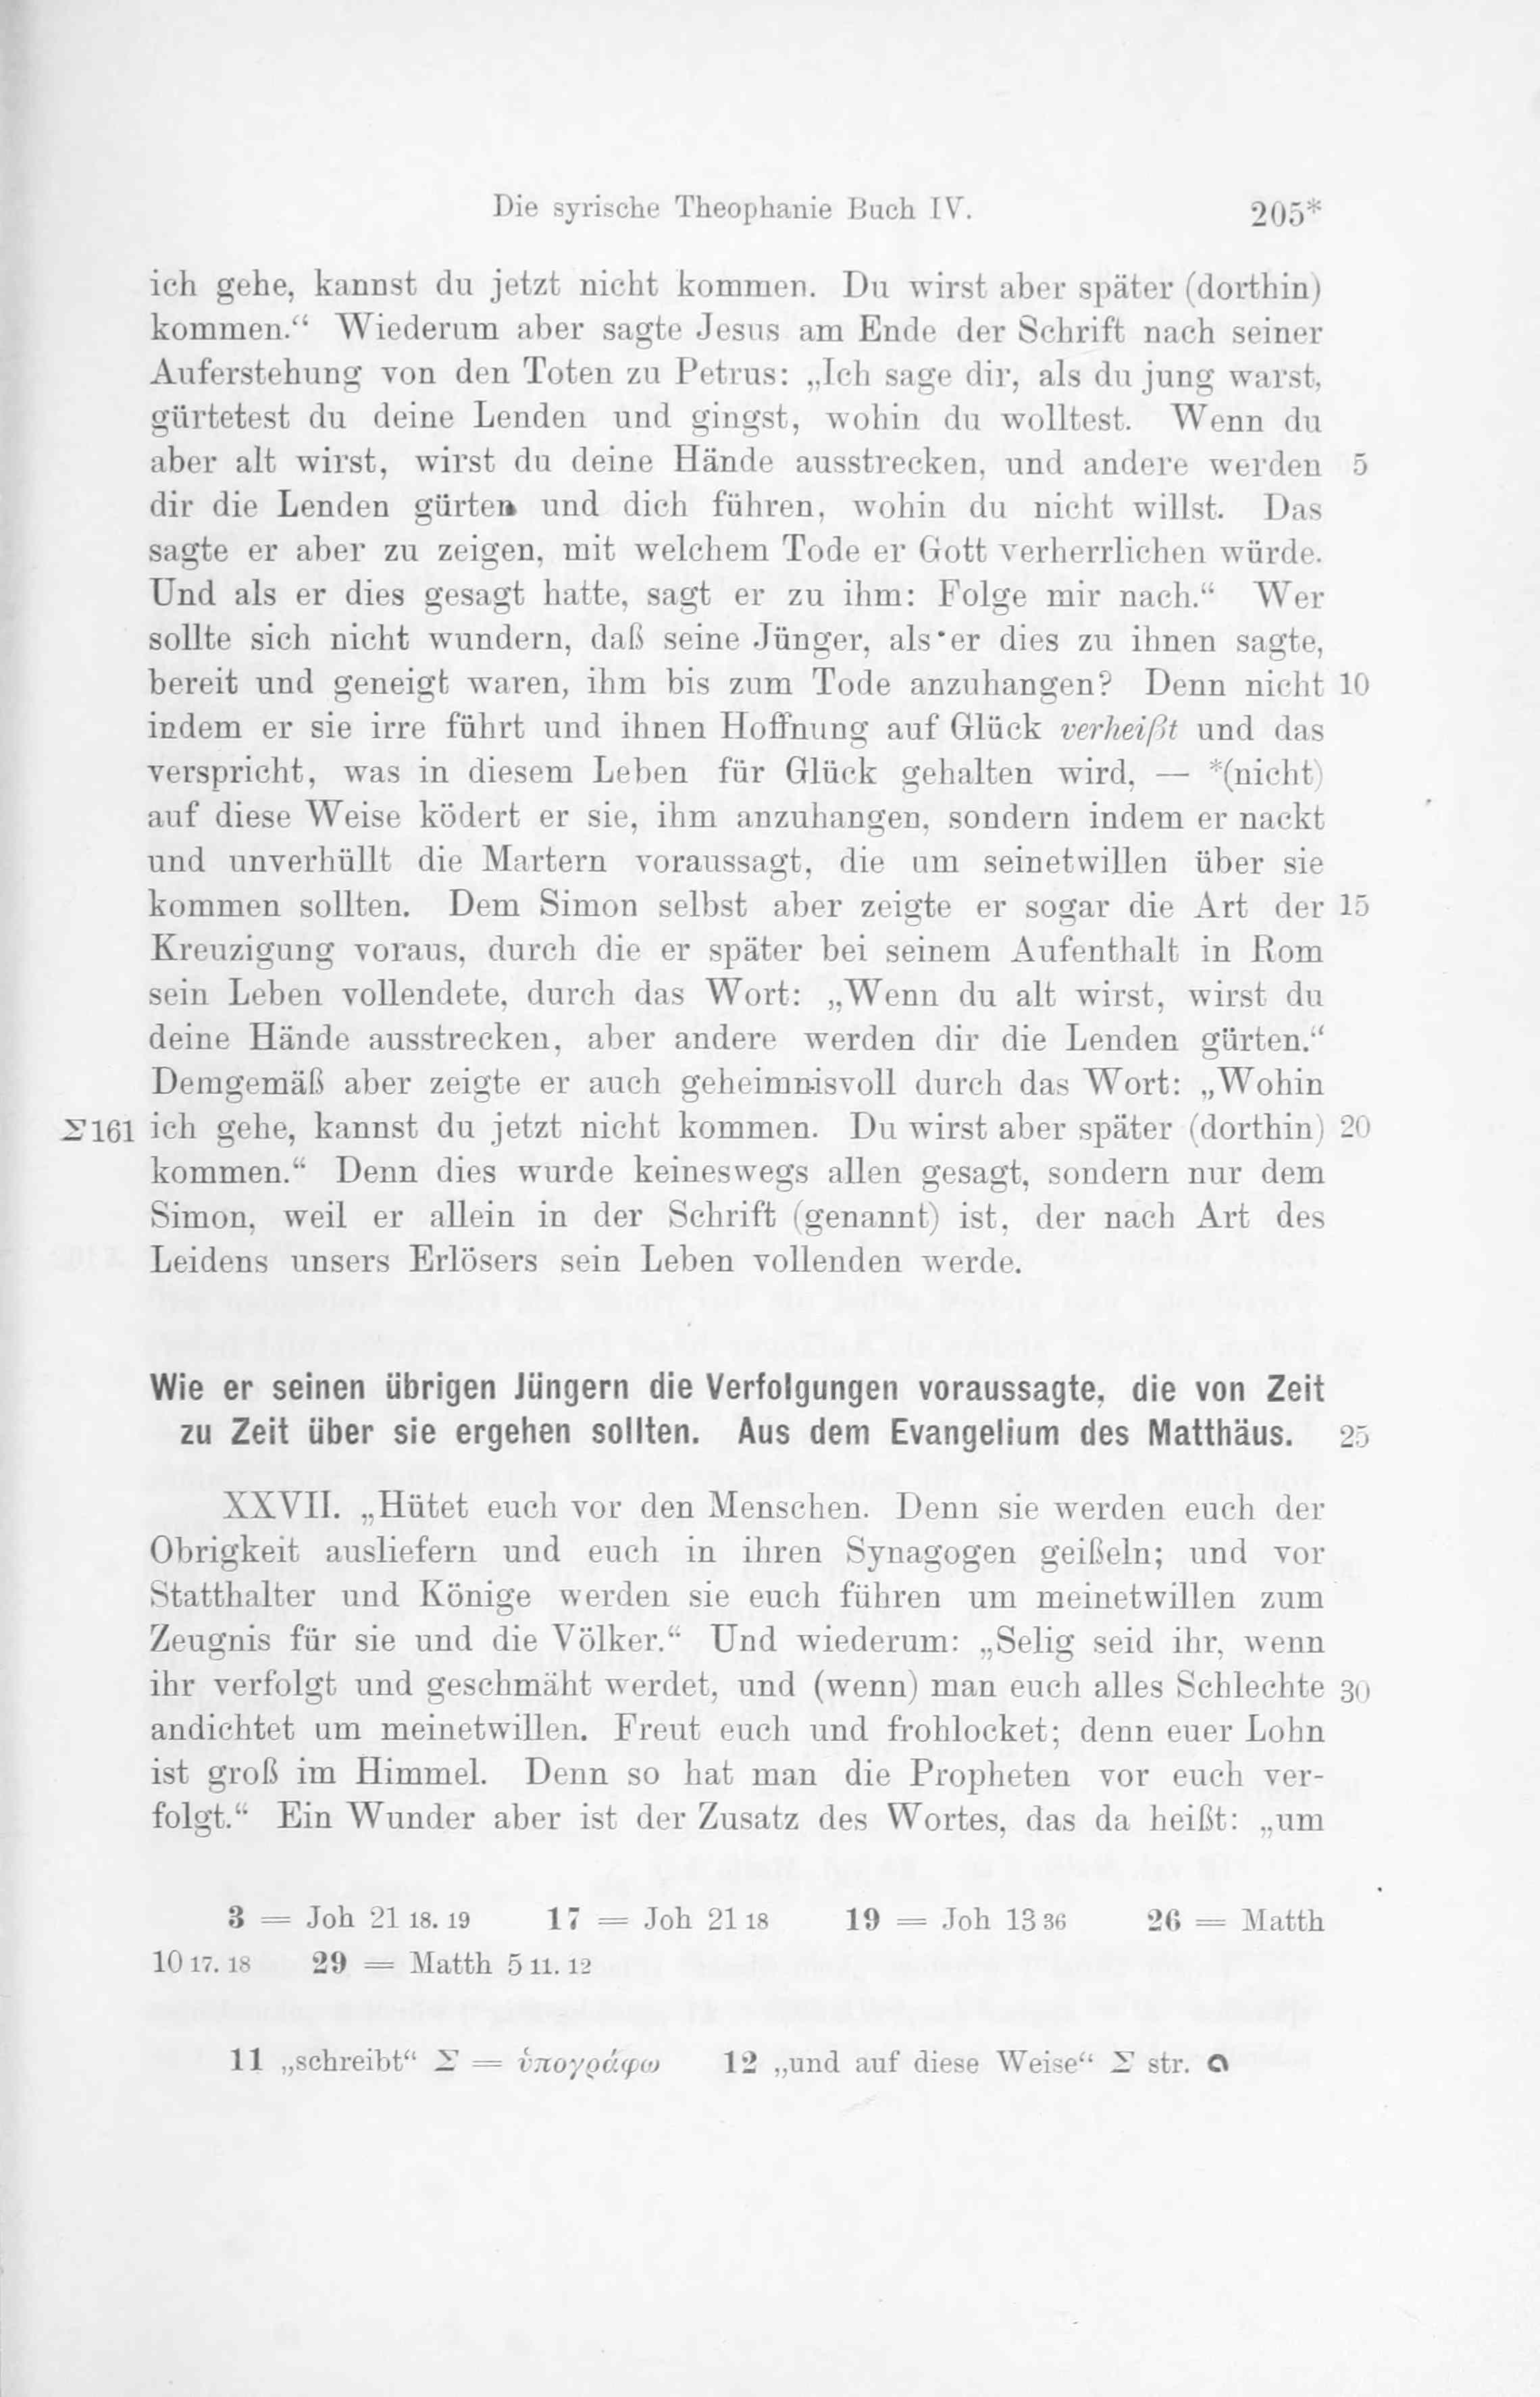 Die syrische Theophanie Buch IV. 205*
ich gehe, kannst du jetzt nicht kommen. Du wirst aber später (dorthin)
kommen.“ Wiederum aber sagte Jesus am Ende der Schrift nach seiner
Auferstehung von den Toten zu Petrus: „Ich sage dir, als du jung warst,
gürtetest du deine Lenden und gingst, wohin du wolltest. Wenn du
aber alt wirst, wirst du deine Hände ausstrecken, und andere werden 5
dir die Lenden gürten und dich führen, wohin du nicht willst. Das
sagte er aber zu zeigen, mit welchem Tode er Gott verherrlichen würde.
Und als er dies gesagt hatte, sagt er zu ihm: Folge mir nach.“ Wer
sollte sich nicht wundern, daß seine Jünger, als er dies zu ihnen sagte,
bereit und geneigt waren, ihm bis zum Tode anzuhangen? Denn nicht 10
indem er sie irre führt und ihnen Hoffnung auf Glück verheißt und das
verspricht, was in diesem Leben für Glück gehalten wird, — *(nicht)
auf diese Weise ködert er sie, ihm anzuhangen, sondern indem er nackt
und unverhüllt die Martern voraussagt, die um seinetwillen über sie
kommen sollten. Dem Simon selbst aber zeigte er sogar die Art der 15
Kreuzigung voraus, durch die er später bei seinem Aufenthalt in Rom
sein Leben vollendete, durch das Wort: „Wenn du alt wirst, wirst du
deine Hände ausstrecken, aber andere werden dir die Lenden gürten.“
Demgemäß aber zeigte er auch geheimnisvoll durch das Wort: „Wohin
Σ161 ich gehe, kannst du jetzt nicht kommen. Du wirst aber später (dorthin) 20
kommen.“ Denn dies wurde keineswegs allen gesagt, sondern nur dem
Simon, weil er allein in der Schrift (genannt) ist, der nach Art des
Leidens unsers Erlösers sein Leben vollenden werde.
Wie er seinen übrigen Jüngern die Verfolgungen voraussagte, die von Zeit
zu Zeit über sie ergehen sollten. Aus dem Evangelium des Matthäus. 25
XXVII. „Hütet euch vor den Menschen. Denn sie werden euch der
Obrigkeit ausliefern und euch in ihren Synagogen geißeln; und vor
Statthalter und Könige werden sie euch führen um meinetwillen zum
Zeugnis für sie und die Völker.“ Und wiederum: „Selig seid ihr, wenn
ihr verfolgt und geschmäht werdet, und (wenn) man euch alles Schlechte 30
andichtet um meinetwillen. Freut euch und frohlocket; denn euer Lohn
ist groß im Himmel. Denn so hat man die Propheten vor euch ver-
folgt.“ Ein Wunder aber ist der Zusatz des Wortes, das da heißt: „um
3 = Joh 21 18. 19 17 = Joh 21 18 19 = Joh 13 36 26 = Matth
10 17. 18 29 = Matth 5 11. 12
11 „schreibt“ Σ = ὑπογράφω 12 „und auf diese Weise“ Σ str. ܘ